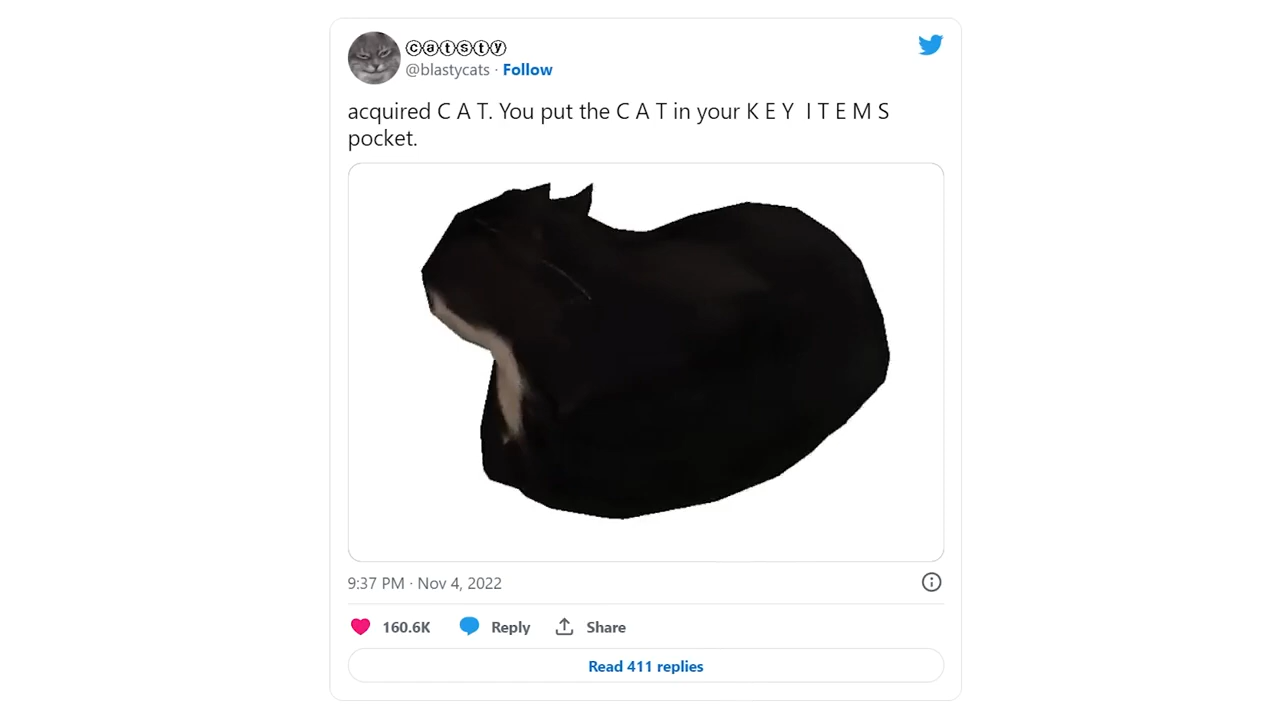 ⓒⓐⓣⓢⓣⓨ
@blastycats · Follow
acquired C A T. You put the C A T in your K E Y  I T E M S
pocket.
9:37 PM · Nov 4, 2022
160.6K Reply Share
Read 411 replies